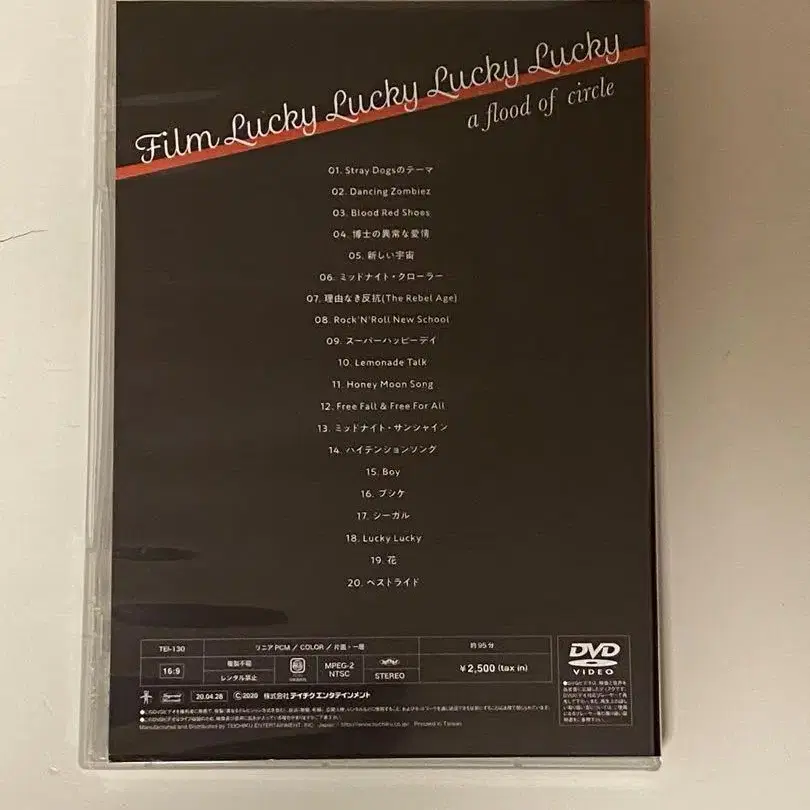 Film Lucky Lucky Lucky Lucky
a flood of circle
01. Stray Dogsのテーマ
02. Dancing Zombiez
03. Blood Red Shoes
04. 博士の異常な愛情
05. 新しい宇宙
06. ミッドナイト・クローラー
07. 理由なき反抗(The Rebel Age)
08. Rock'N'Roll New School
09. スーパーハッピーデイ
10. Lemonade Talk
11. Honey Moon Song
12. Free Fall & Free For All
13. ミッドナイト・サンシャイン
14. ハイテンションソング
15. Boy
16. プシケ
17. シーガル
18. Lucky Lucky
19. 花
20. ベストライド
TEI-130
リニアPCM / COLOR / 片面・一層
約95分
16:9
複製不能
レンタル禁止
MPEG-2
NTSC
STEREO
¥2,500 (tax in)
DVD
VIDEO
20.04.28
Ⓒ2020 株式会社テイチクエンタテインメント
Manufactured and Distributed by TEICHIKU ENTERTAINMENT, INC. Japan / http://www.teichiku.co.jp/ Pressed in Taiwan